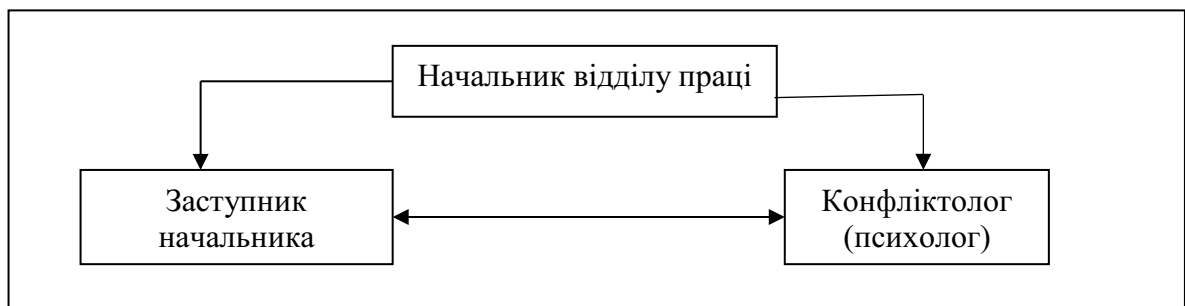 Начальник відділу праці
Заступник
начальника
Конфліктолог
(психолог)